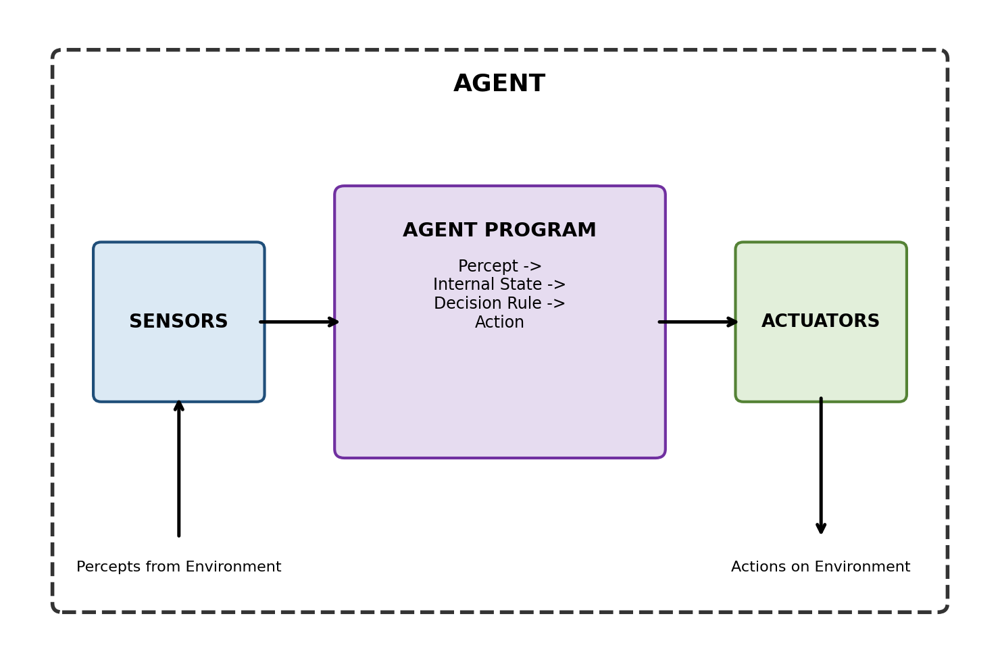 AGENT
AGENT PROGRAM
Percept ->
Internal State ->
Decision Rule ->
Action
SENSORS
ACTUATORS
Percepts from Environment
Actions on Environment